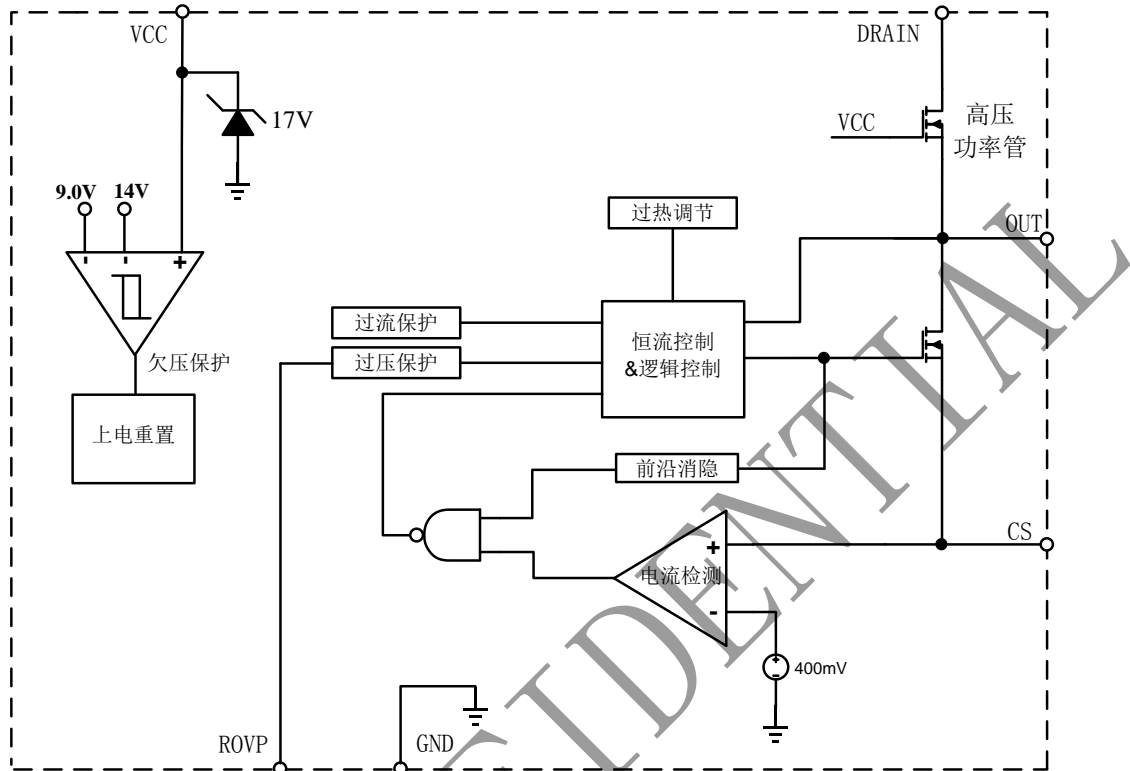 VCC
DRAIN
17V
VCC
高压
功率管
9.0V
14V
过热调节
OUT
- - +
过流保护
恒流控制
&逻辑控制
过压保护
欠压保护
上电重置
前沿消隐
CS
+
电流检测
-
+
-
400mV
ROVP
GND
IDENTIAL